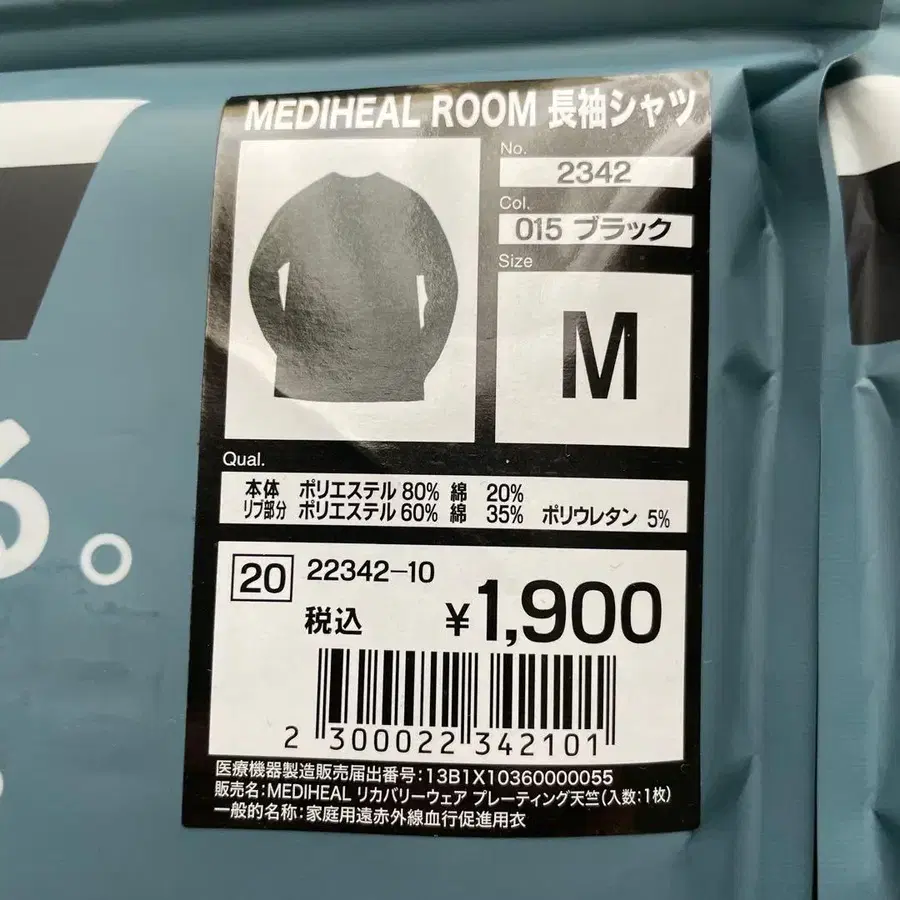 MEDIHEAL ROOM 長袖シャツ
No.
2342
Col.
015 ブラック
Size
M
Qual.
本体 ポリエステル 80% 綿 20%
リブ部分 ポリエステル 60% 綿 35% ポリウレタン 5%
20 22342-10
税込 ¥1,900
2 300022 342101
医療機器製造販売届出番号:13B1X10360000055
販売名:MEDIHEAL リカバリーウェア プレーティング天竺(入数:1枚)
一般的名称:家庭用遠赤外線血行促進用衣
る。